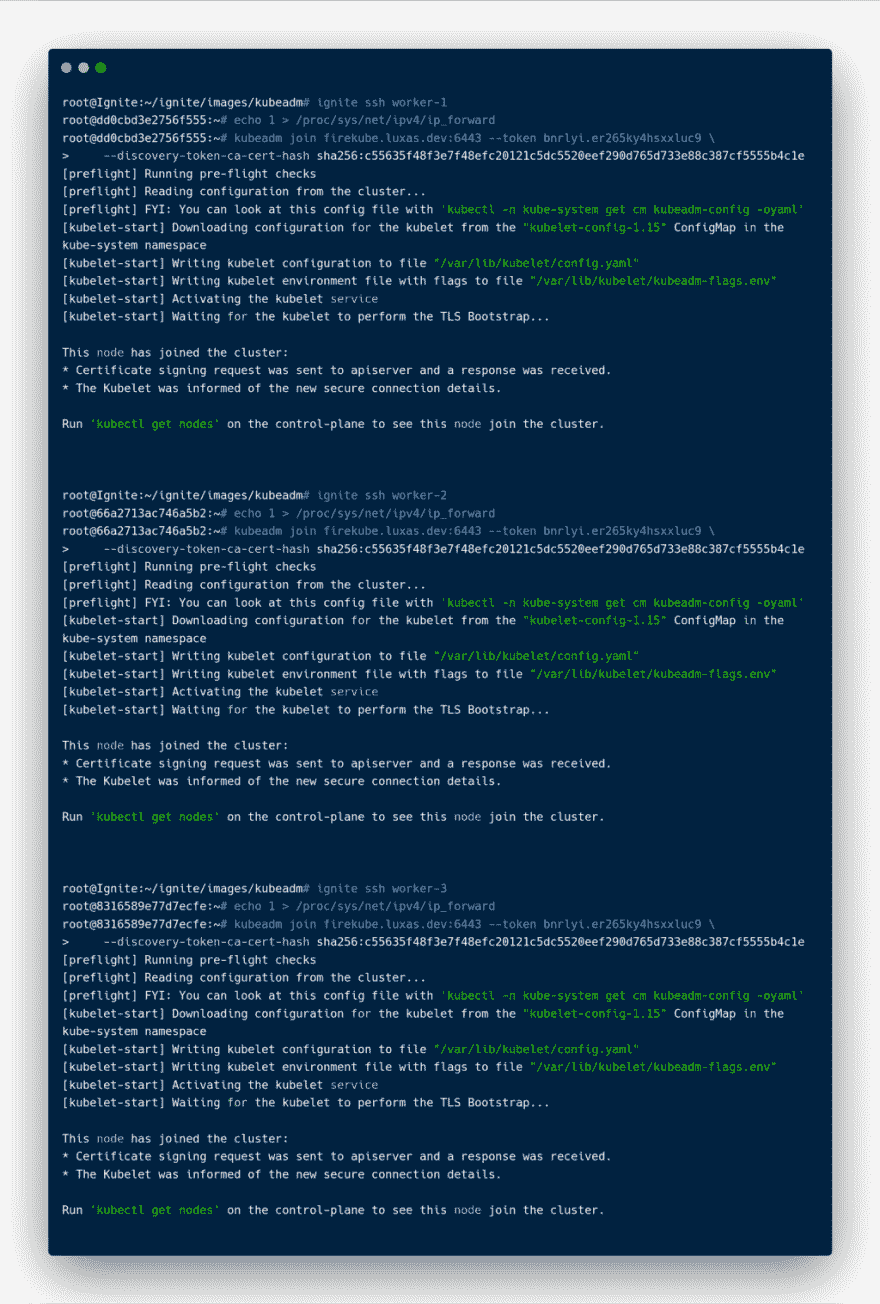 root@Ignite:~/ignite/images/kubeadm# ignite ssh worker-1
root@dd0cbd3e2756f555:~# echo 1 > /proc/sys/net/ipv4/ip_forward
root@dd0cbd3e2756f555:~# kubeadm join firekube.luxas.dev:6443 --token bnrlyi.er265ky4hsxxluc9 \
>     --discovery-token-ca-cert-hash sha256:c55635f48f3e7f48efc20121c5dc5520eef290d765d733e88c387cf5555b4c1e
[preflight] Running pre-flight checks
[preflight] Reading configuration from the cluster...
[preflight] FYI: You can look at this config file with 'kubectl -n kube-system get cm kubeadm-config -oyaml'
[kubelet-start] Downloading configuration for the kubelet from the "kubelet-config-1.15" ConfigMap in the
kube-system namespace
[kubelet-start] Writing kubelet configuration to file "/var/lib/kubelet/config.yaml"
[kubelet-start] Writing kubelet environment file with flags to file "/var/lib/kubelet/kubeadm-flags.env"
[kubelet-start] Activating the kubelet service
[kubelet-start] Waiting for the kubelet to perform the TLS Bootstrap...

This node has joined the cluster:
* Certificate signing request was sent to apiserver and a response was received.
* The Kubelet was informed of the new secure connection details.

Run 'kubectl get nodes' on the control-plane to see this node join the cluster.

root@Ignite:~/ignite/images/kubeadm# ignite ssh worker-2
root@66a2713ac746a5b2:~# echo 1 > /proc/sys/net/ipv4/ip_forward
root@66a2713ac746a5b2:~# kubeadm join firekube.luxas.dev:6443 --token bnrlyi.er265ky4hsxxluc9 \
>     --discovery-token-ca-cert-hash sha256:c55635f48f3e7f48efc20121c5dc5520eef290d765d733e88c387cf5555b4c1e
[preflight] Running pre-flight checks
[preflight] Reading configuration from the cluster...
[preflight] FYI: You can look at this config file with 'kubectl -n kube-system get cm kubeadm-config -oyaml'
[kubelet-start] Downloading configuration for the kubelet from the "kubelet-config-1.15" ConfigMap in the
kube-system namespace
[kubelet-start] Writing kubelet configuration to file "/var/lib/kubelet/config.yaml"
[kubelet-start] Writing kubelet environment file with flags to file "/var/lib/kubelet/kubeadm-flags.env"
[kubelet-start] Activating the kubelet service
[kubelet-start] Waiting for the kubelet to perform the TLS Bootstrap...

This node has joined the cluster:
* Certificate signing request was sent to apiserver and a response was received.
* The Kubelet was informed of the new secure connection details.

Run 'kubectl get nodes' on the control-plane to see this node join the cluster.

root@Ignite:~/ignite/images/kubeadm# ignite ssh worker-3
root@8316589e77d7ecfe:~# echo 1 > /proc/sys/net/ipv4/ip_forward
root@8316589e77d7ecfe:~# kubeadm join firekube.luxas.dev:6443 --token bnrlyi.er265ky4hsxxluc9 \
>     --discovery-token-ca-cert-hash sha256:c55635f48f3e7f48efc20121c5dc5520eef290d765d733e88c387cf5555b4c1e
[preflight] Running pre-flight checks
[preflight] Reading configuration from the cluster...
[preflight] FYI: You can look at this config file with 'kubectl -n kube-system get cm kubeadm-config -oyaml'
[kubelet-start] Downloading configuration for the kubelet from the "kubelet-config-1.15" ConfigMap in the
kube-system namespace
[kubelet-start] Writing kubelet configuration to file "/var/lib/kubelet/config.yaml"
[kubelet-start] Writing kubelet environment file with flags to file "/var/lib/kubelet/kubeadm-flags.env"
[kubelet-start] Activating the kubelet service
[kubelet-start] Waiting for the kubelet to perform the TLS Bootstrap...

This node has joined the cluster:
* Certificate signing request was sent to apiserver and a response was received.
* The Kubelet was informed of the new secure connection details.

Run 'kubectl get nodes' on the control-plane to see this node join the cluster.